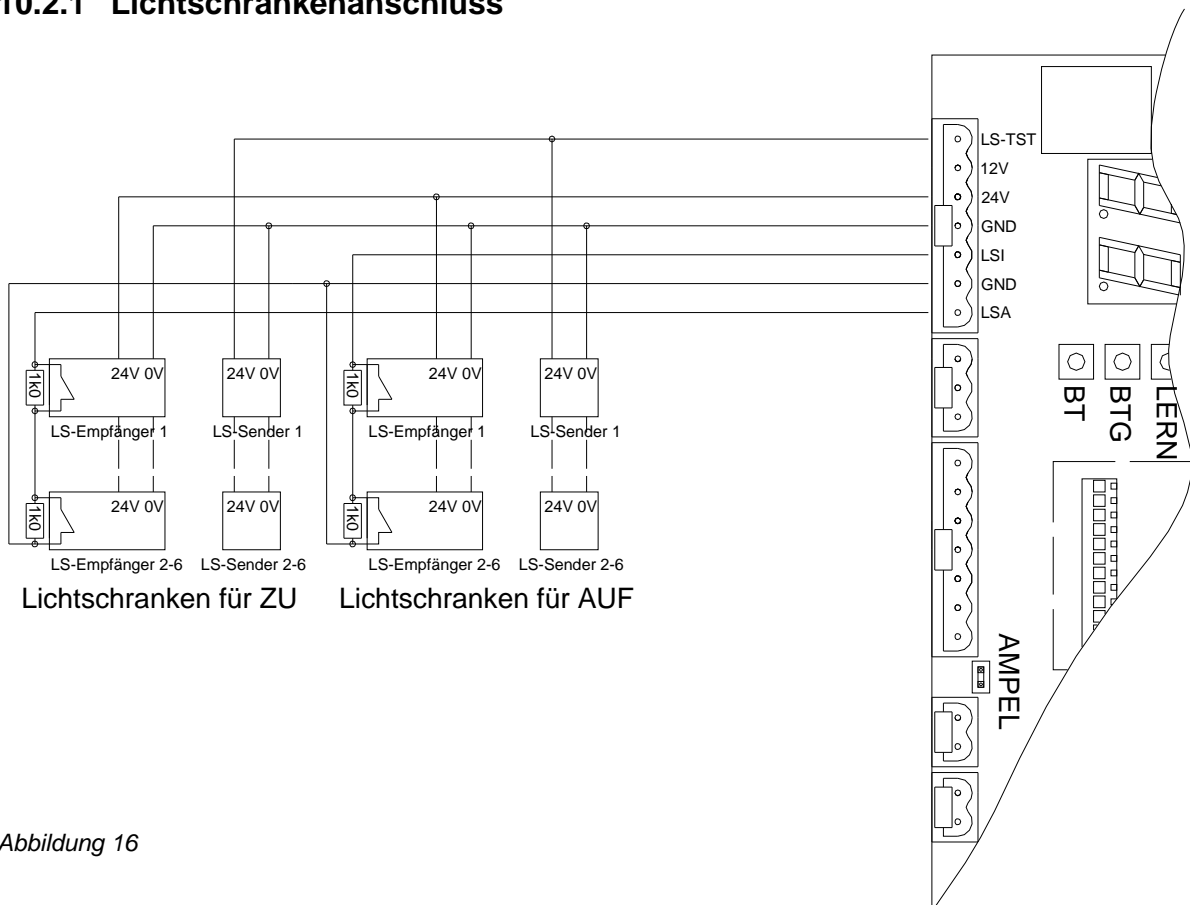 10.2.1 Lichtschrankenanschluss
LS-TST
12V
24V
GND
LSI
GND
LSA
BT
BTG
LERN
1k0
24V 0V
24V 0V
1k0
24V 0V
24V 0V
LS-Empfänger 1
LS-Sender 1
LS-Empfänger 1
LS-Sender 1
1k0
24V 0V
24V 0V
1k0
24V 0V
24V 0V
LS-Empfänger 2-6
LS-Sender 2-6
LS-Empfänger 2-6
LS-Sender 2-6
Lichtschranken für ZU
Lichtschranken für AUF
AMPEL
Abbildung 16